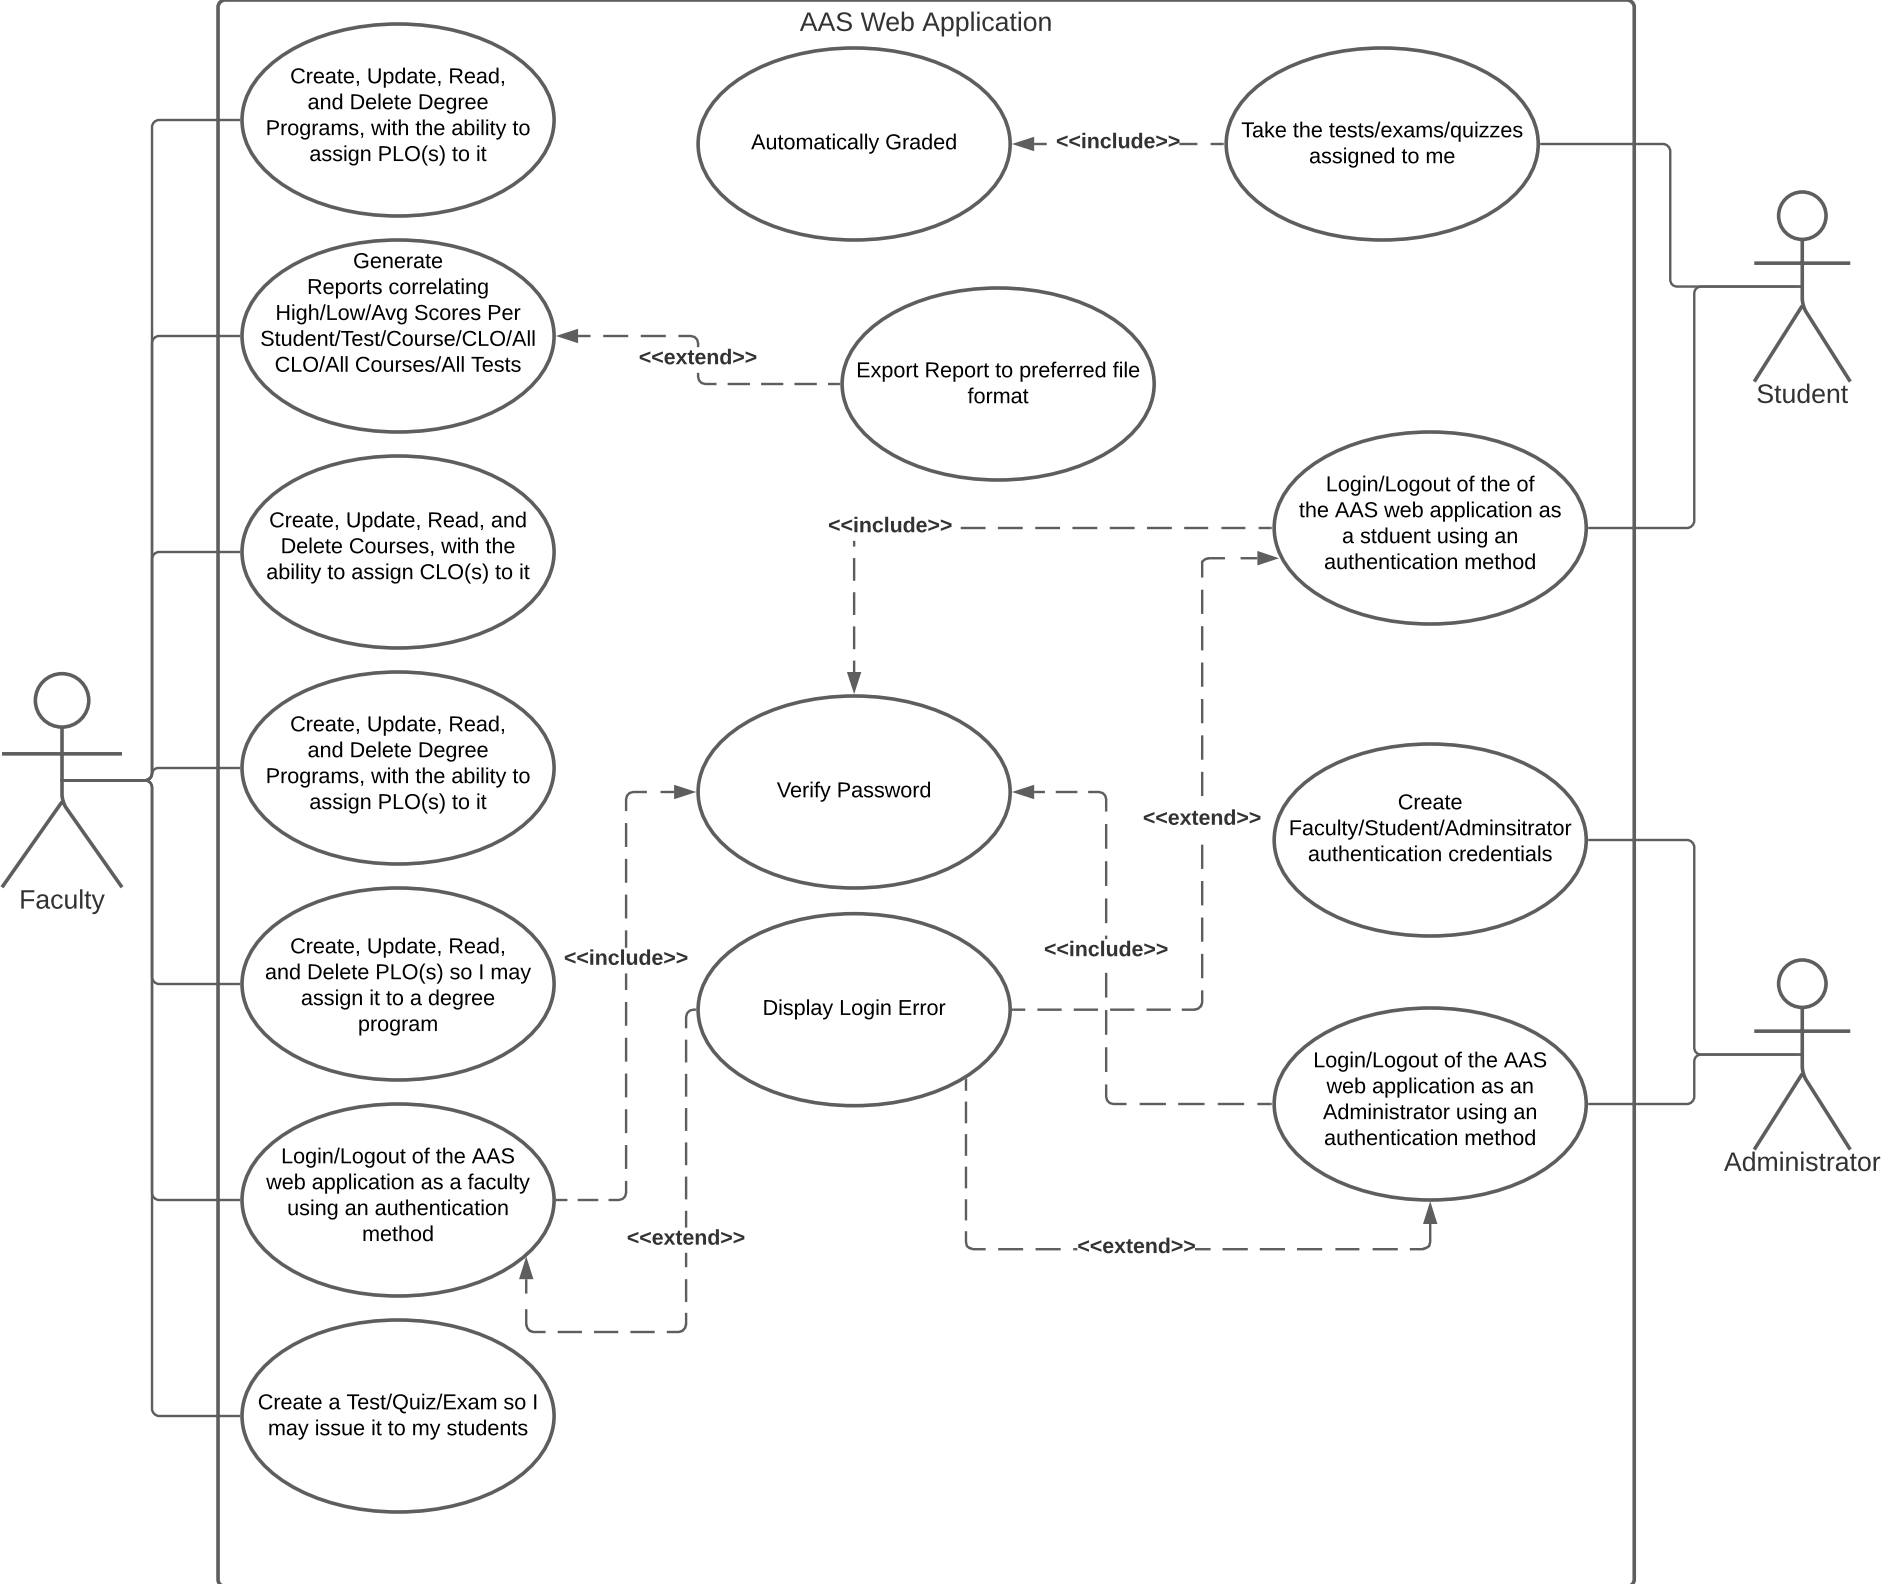 AAS Web Application
Create, Update, Read,
and Delete Degree
Programs, with the ability to
assign PLO(s) to it
Automatically Graded
<<include>>
Take the tests/exams/quizzes
assigned to me
Generate
Reports correlating
High/Low/Avg Scores Per
Student/Test/Course/CLO/All
CLO/All Courses/All Tests
<<extend>>
Export Report to preferred file
format
Student
Create, Update, Read, and
Delete Courses, with the
ability to assign CLO(s) to it
<<include>>
Login/Logout of the of
the AAS web application as
a stduent using an
authentication method
Create, Update, Read,
and Delete Degree
Programs, with the ability to
assign PLO(s) to it
Verify Password
<<extend>>
Create
Faculty/Student/Adminsitrator
authentication credentials
Faculty
Create, Update, Read,
and Delete PLO(s) so I may
assign it to a degree
program
<<include>>
Display Login Error
<<include>>
Login/Logout of the AAS
web application as an
Administrator using an
authentication method
Administrator
Login/Logout of the AAS
web application as a faculty
using an authentication
method
<<extend>>
<<extend>>
Create a Test/Quiz/Exam so I
may issue it to my students